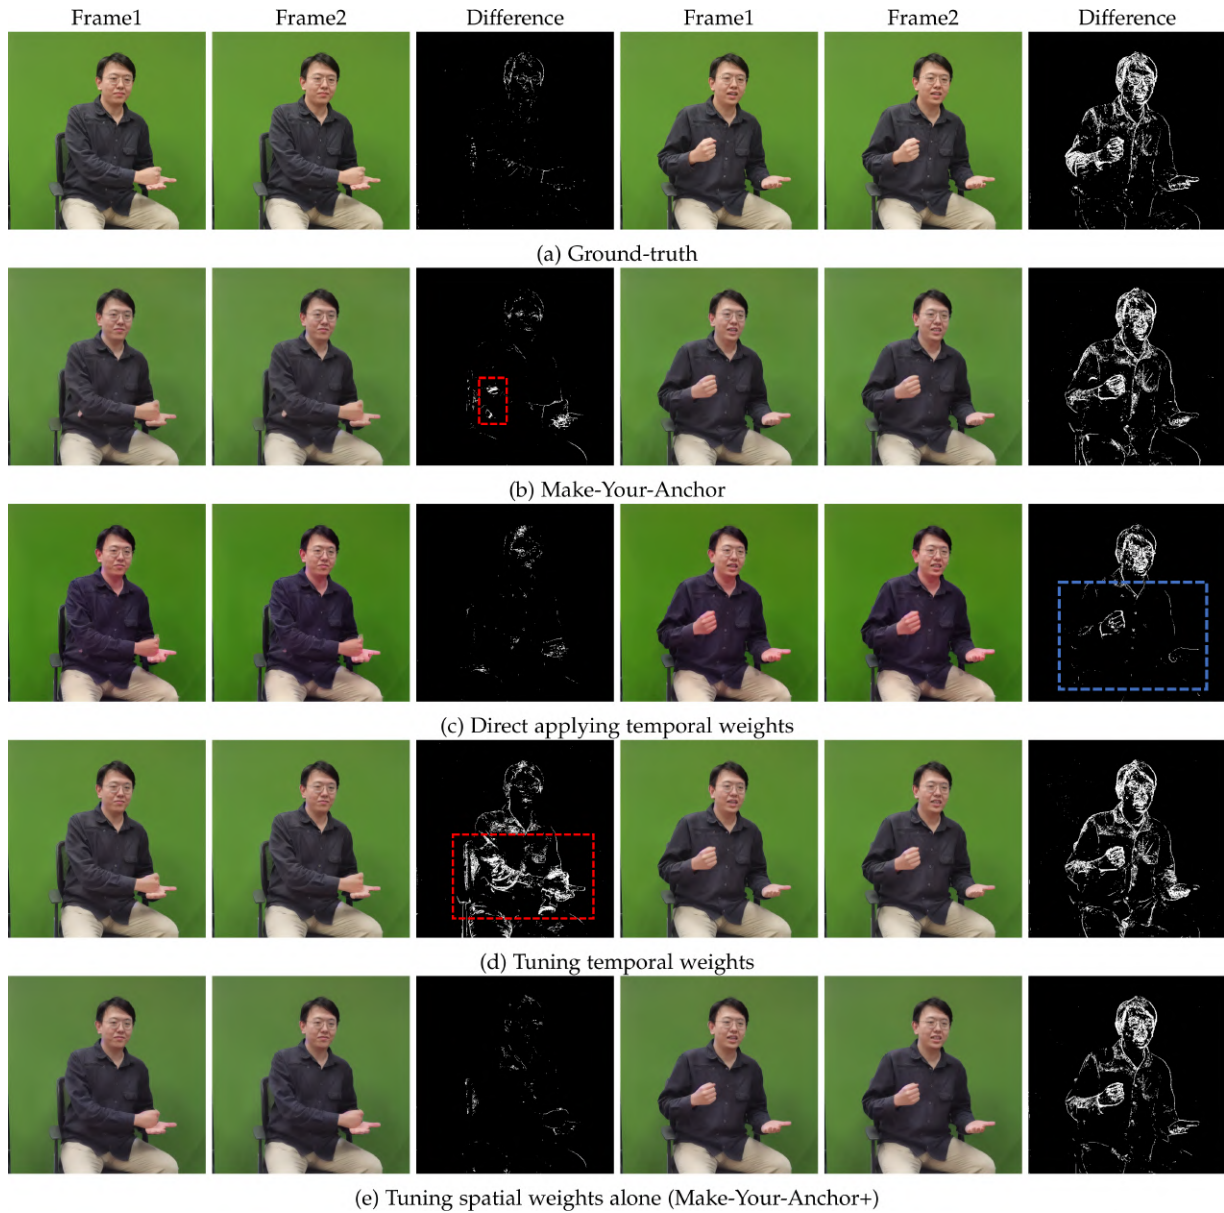 Frame1 Frame2 Difference Frame1 Frame2 Difference
(a) Ground-truth
(b) Make-Your-Anchor
(c) Direct applying temporal weights
(d) Tuning temporal weights
(e) Tuning spatial weights alone (Make-Your-Anchor+)